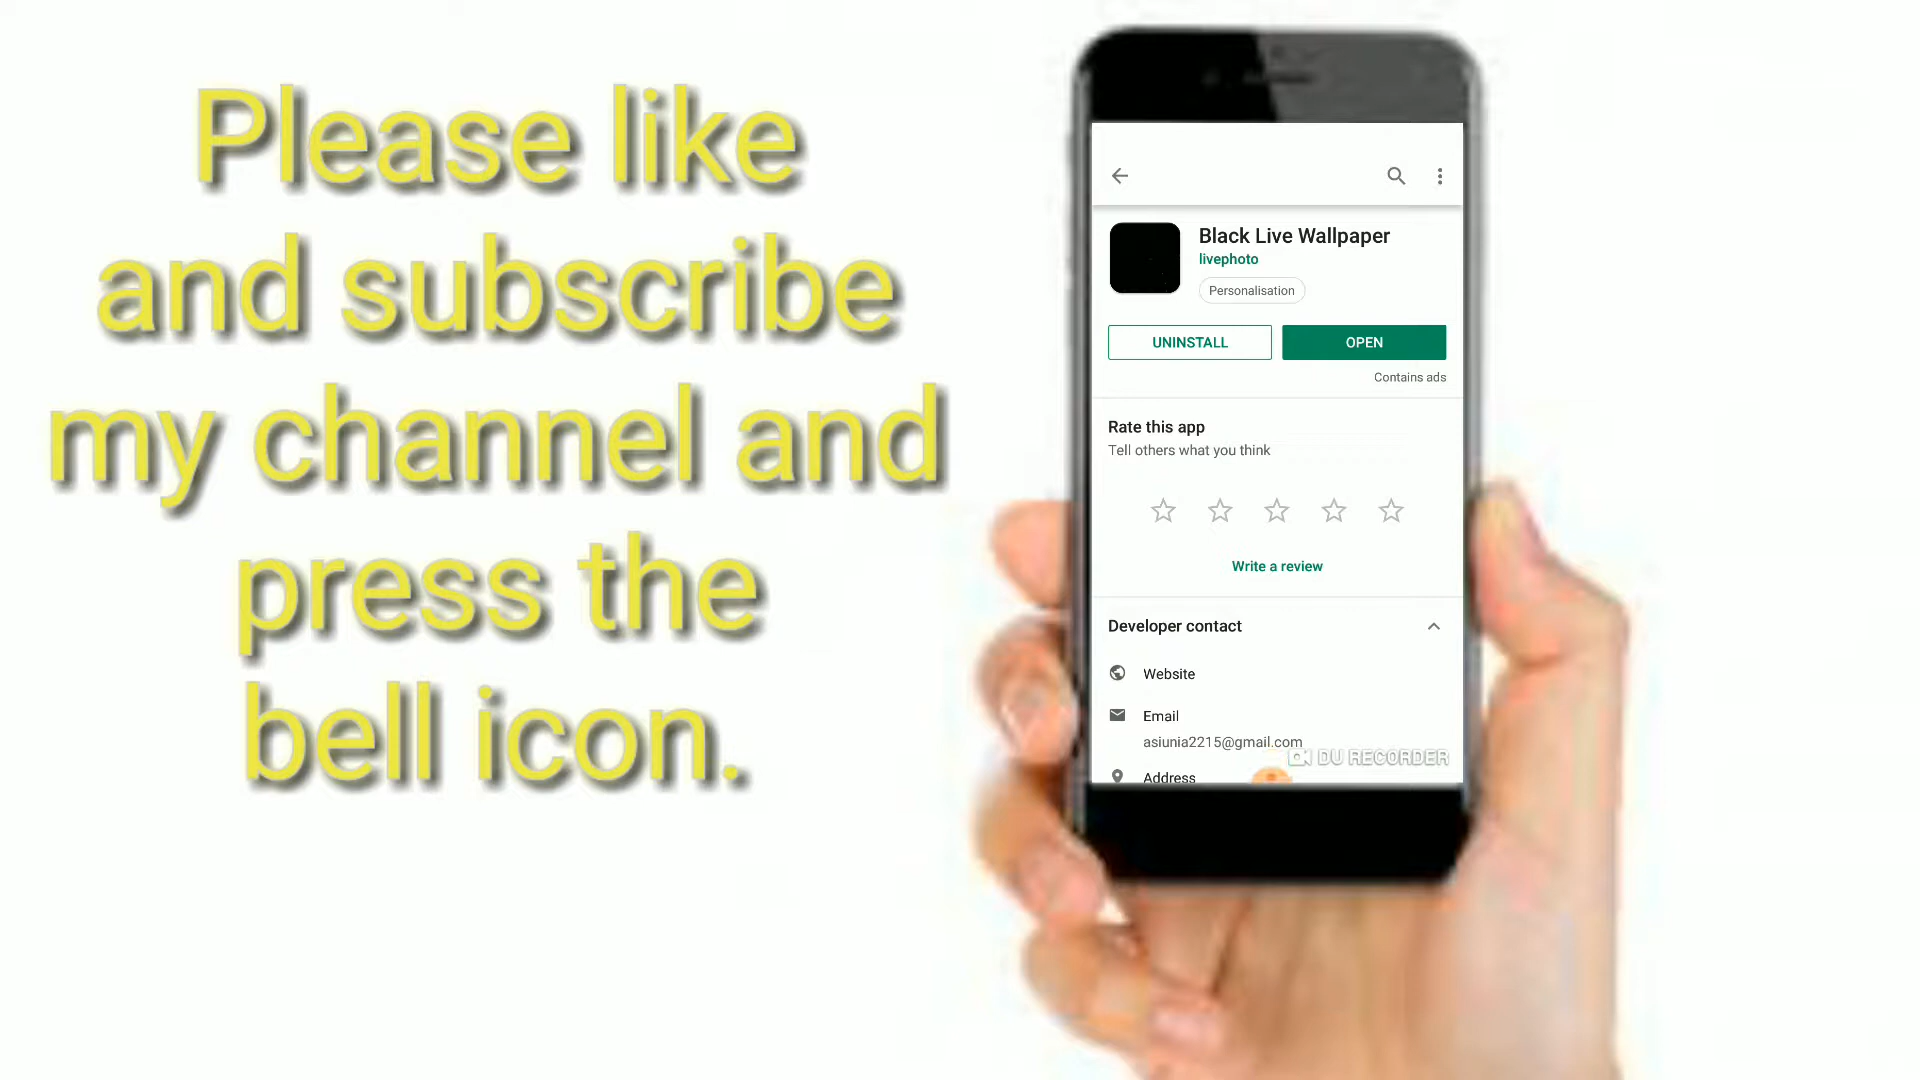 Please like
and subscribe
my channel and
press the
bell icon.
Black Live Wallpaper
livephoto
Personalisation
UNINSTALL
OPEN
Contains ads
Rate this app
Tell others what you think
Write a review
Developer contact
Website
Email
asiunia2215@gmail.com
DU RECORDER
Address